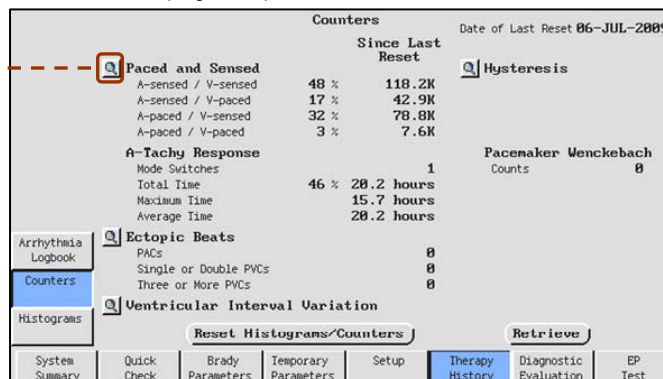 Counters
Date of Last Reset 06-JUL-2009
Since Last
Reset
Paced and Sensed
Hysteresis
A-sensed / V-sensed 48 % 118.2K
A-sensed / V-paced 17 % 42.9K
A-paced / V-sensed 32 % 78.8K
A-paced / V-paced 3 % 7.6K
A-Tachy Response
Pacemaker Wenckebach
Mode Switches 1
Counts 0
Total Time 46 % 20.2 hours
Maximum Time 15.7 hours
Average Time 20.2 hours
Arrhythmia
Logbook
Ectopic Beats
PACs 0
Single or Double PVCs 0
Three or More PVCs 0
Counters
Ventricular Interval Variation
Histograms
Reset Histograms/Counters
Retrieve
System
Summary
Quick
Check
Brady
Parameters
Temporary
Parameters
Setup
Therapy
History
Diagnostic
Evaluation
EP
Test